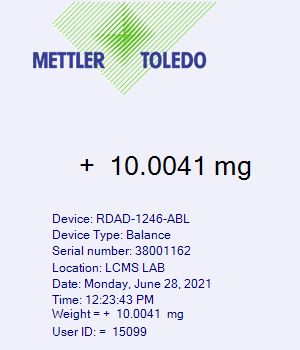 METTLER TOLEDO
+ 10.0041 mg
Device: RDAD-1246-ABL
Device Type: Balance
Serial number: 38001162
Location: LCMS LAB
Date: Monday, June 28, 2021
Time: 12:23:43 PM
Weight = + 10.0041 mg
User ID: = 15099